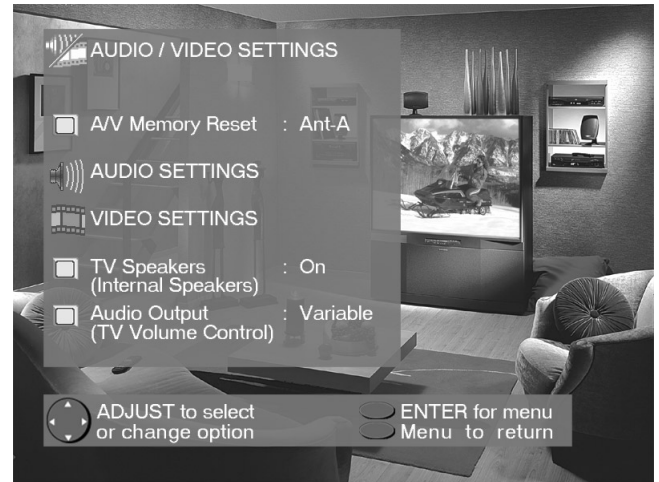 AUDIO / VIDEO SETTINGS
A/V Memory Reset : Ant-A
AUDIO SETTINGS
VIDEO SETTINGS
TV Speakers : On
(Internal Speakers)
Audio Output : Variable
(TV Volume Control)
ADJUST to select
or change option
ENTER for menu
Menu to return